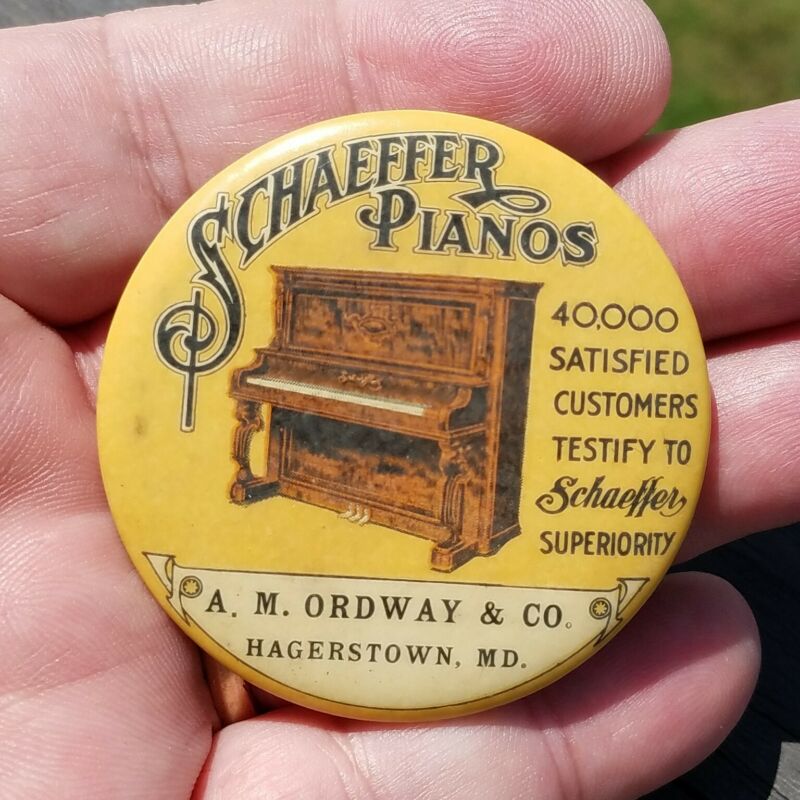 SCHAEFFER
PIANOS
40,000
SATISFIED
CUSTOMERS
TESTIFY TO
Schaeffer
SUPERIORITY
A. M. ORDWAY & CO.
HAGERSTOWN, MD.